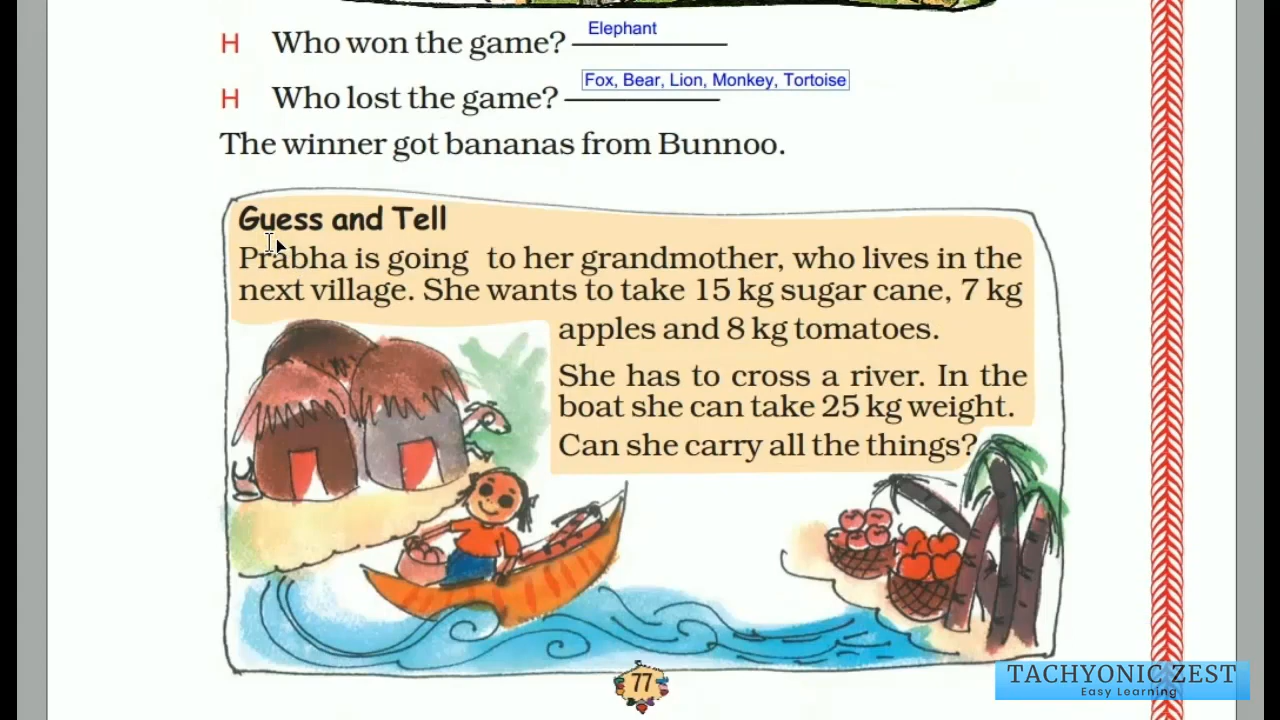 H Who won the game? Elephant
H Who lost the game? Fox, Bear, Lion, Monkey, Tortoise
The winner got bananas from Bunnoo.
Guess and Tell
Prabha is going to her grandmother, who lives in the
next village. She wants to take 15 kg sugar cane, 7 kg
apples and 8 kg tomatoes.
She has to cross a river. In the
boat she can take 25 kg weight.
Can she carry all the things?
77
TACHYONIC ZEST
Easy Learning